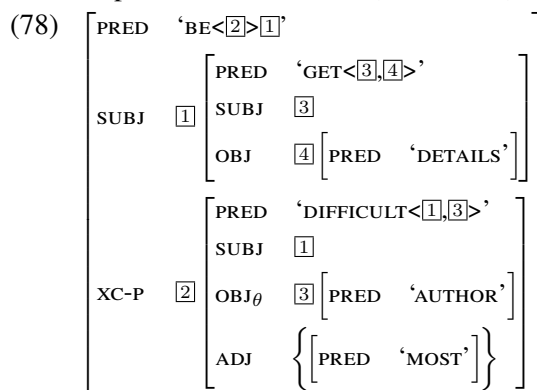 (78) PRED ‘BE<2>1’
PRED ‘GET<3,4>’
SUBJ 1 SUBJ 3
OBJ 4 [PRED ‘DETAILS’]
PRED ‘DIFFICULT<1,3>’
SUBJ 1
XC-P 2 OBJθ 3 [PRED ‘AUTHOR’]
ADJ {[PRED ‘MOST’]}